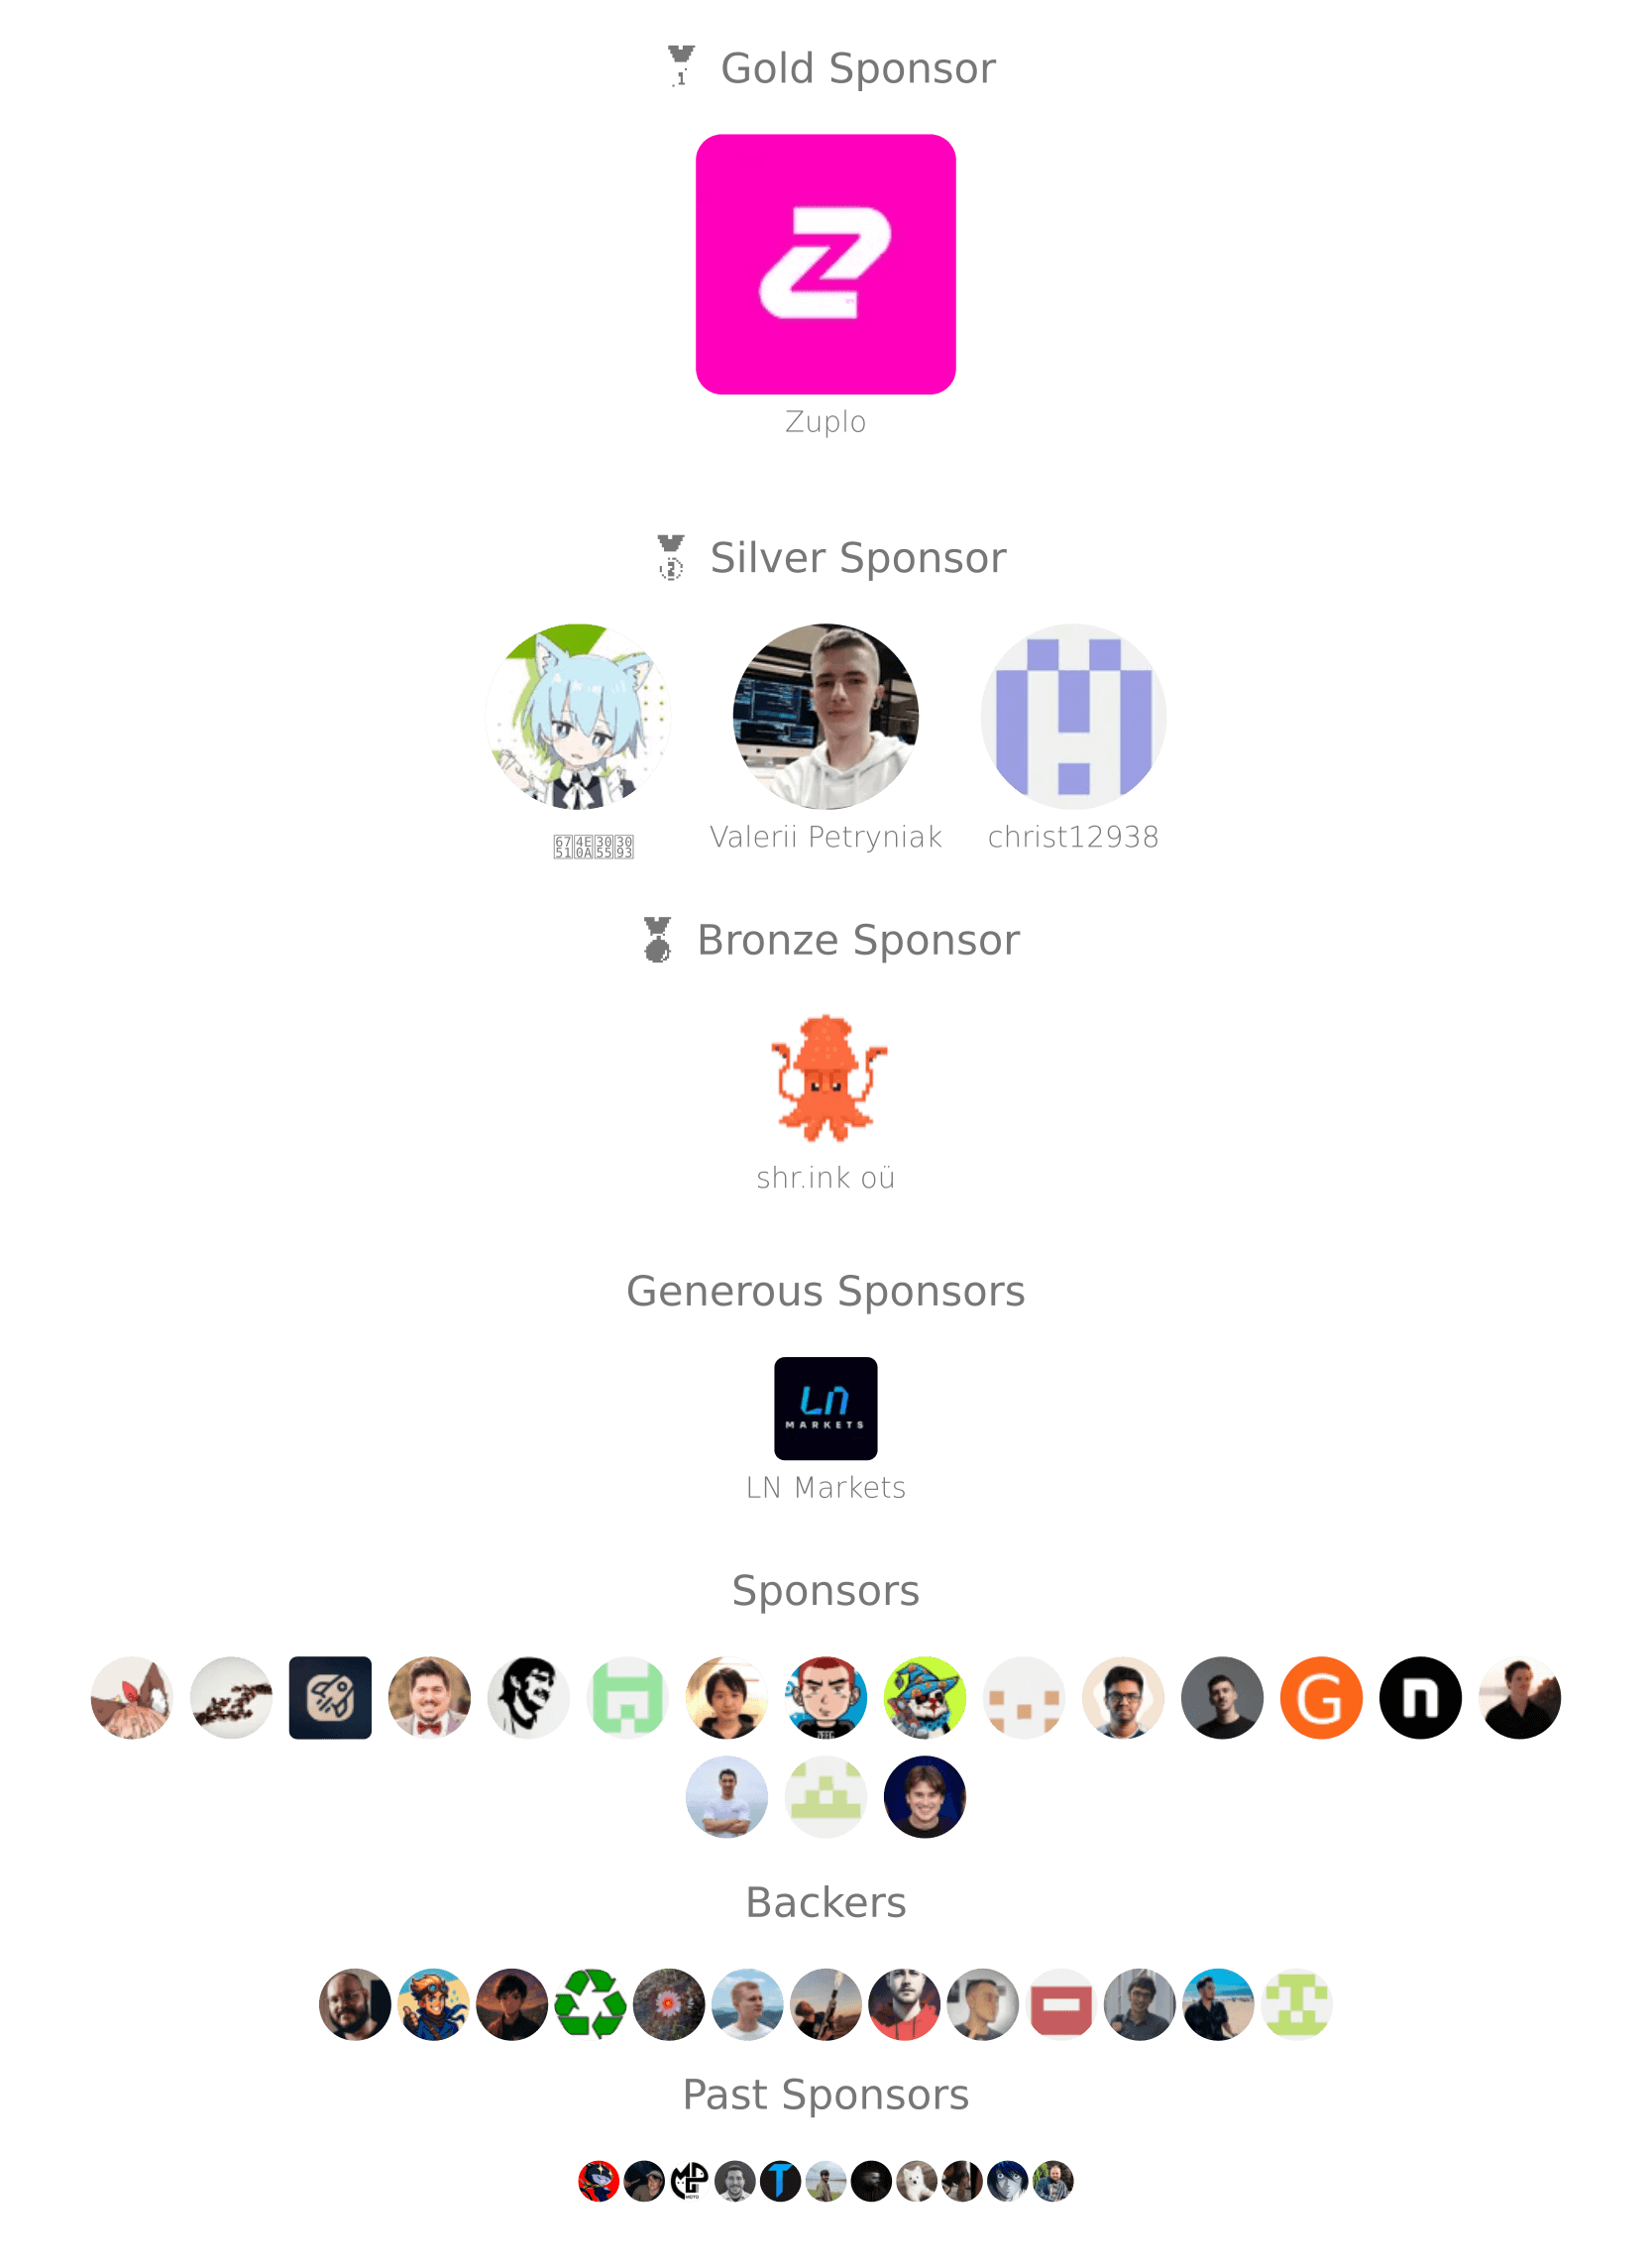 Gold Sponsor
Zuplo
Silver Sponsor
Valerii Petryniak
christ12938
Bronze Sponsor
shr.ink oü
Generous Sponsors
LN
MARKETS
LN Markets
Sponsors
G
n
Backers
Past Sponsors
T